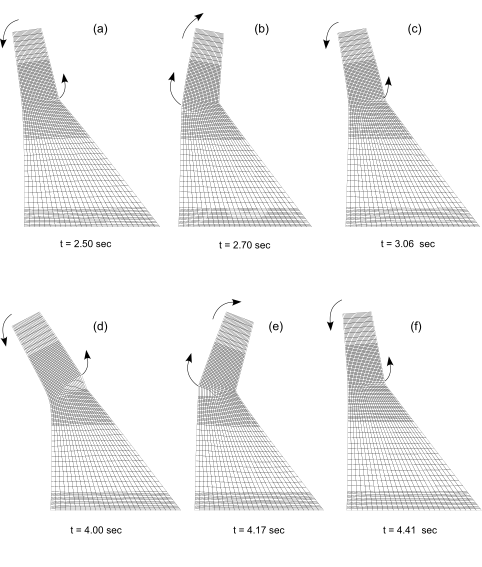 (a) (b) (c)
t = 2.50 sec t = 2.70 sec t = 3.06 sec
(d) (e) (f)
t = 4.00 sec t = 4.17 sec t = 4.41 sec